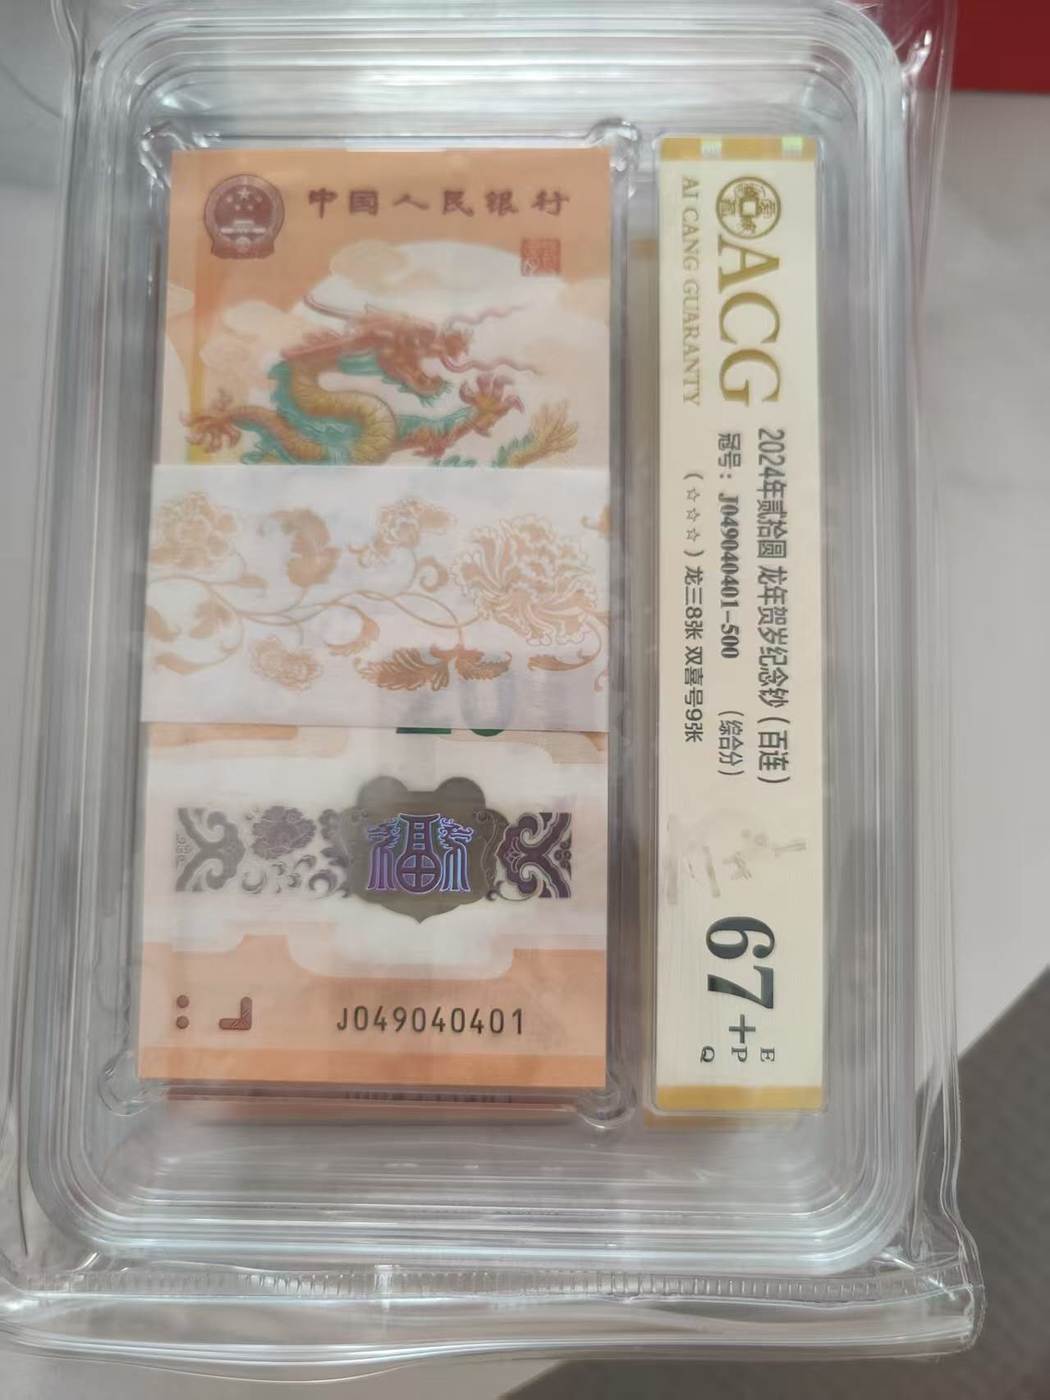 中国人民银行
20
J049040401
ACG
AI CANG GUARANTY
2024年贰拾圆 龙年贺岁纪念钞（百连）
冠号：J049040401-500 （综合分）
（☆☆☆）龙三8张 双喜号9张
67+
E
P
Q